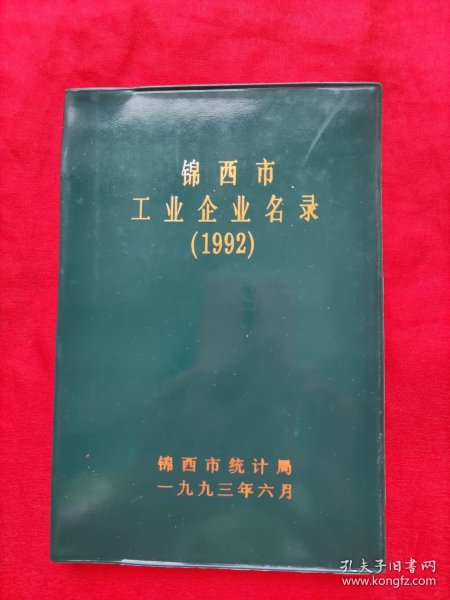 锦西市
工业企业名录
(1992)
锦西市统计局
一九九三年六月
孔夫子旧书网
www.kongfz.com